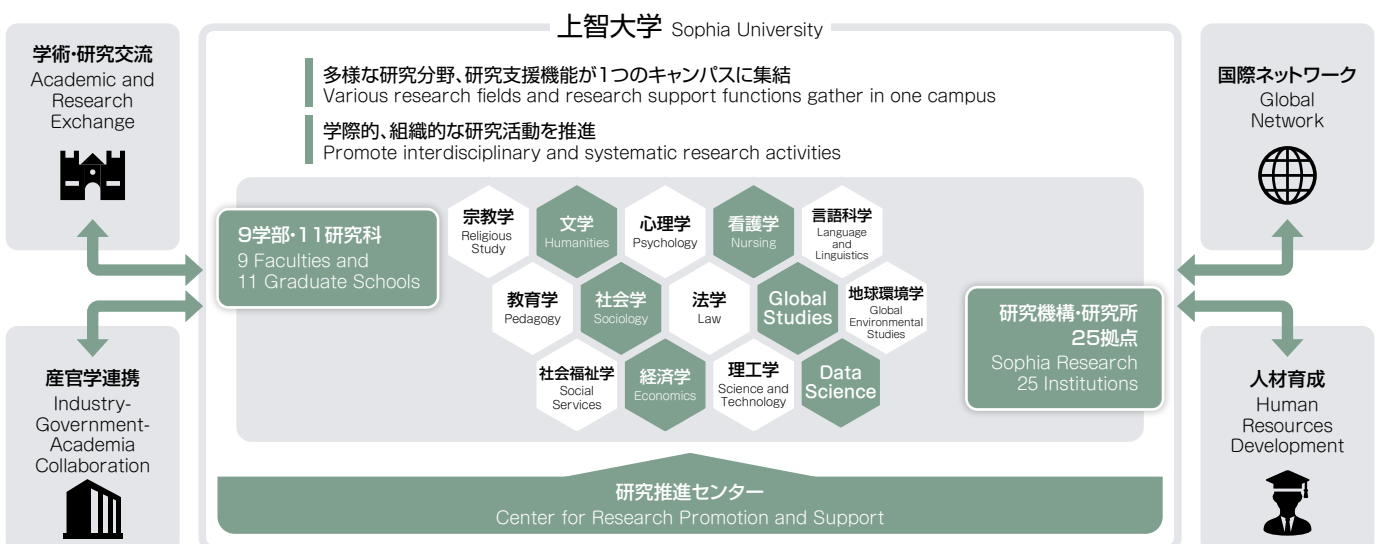 上智大学 Sophia University
学術・研究交流
Academic and
Research
Exchange
産官学連携
Industry-
Government-
Academia
Collaboration
多様な研究分野、研究支援機能が1つのキャンパスに集結
Various research fields and research support functions gather in one campus
学際的、組織的な研究活動を推進
Promote interdisciplinary and systematic research activities
9学部・11研究科
9 Faculties and
11 Graduate Schools
宗教学
Religious
Study
文学
Humanities
心理学
Psychology
看護学
Nursing
言語科学
Language
and
Linguistics
教育学
Pedagogy
社会学
Sociology
法学
Law
Global
Studies
地球環境学
Global
Environmental
Studies
社会福祉学
Social
Services
経済学
Economics
理工学
Science and
Technology
Data
Science
研究機構・研究所
25拠点
Sophia Research
25 Institutions
研究推進センター
Center for Research Promotion and Support
国際ネットワーク
Global
Network
人材育成
Human
Resources
Development